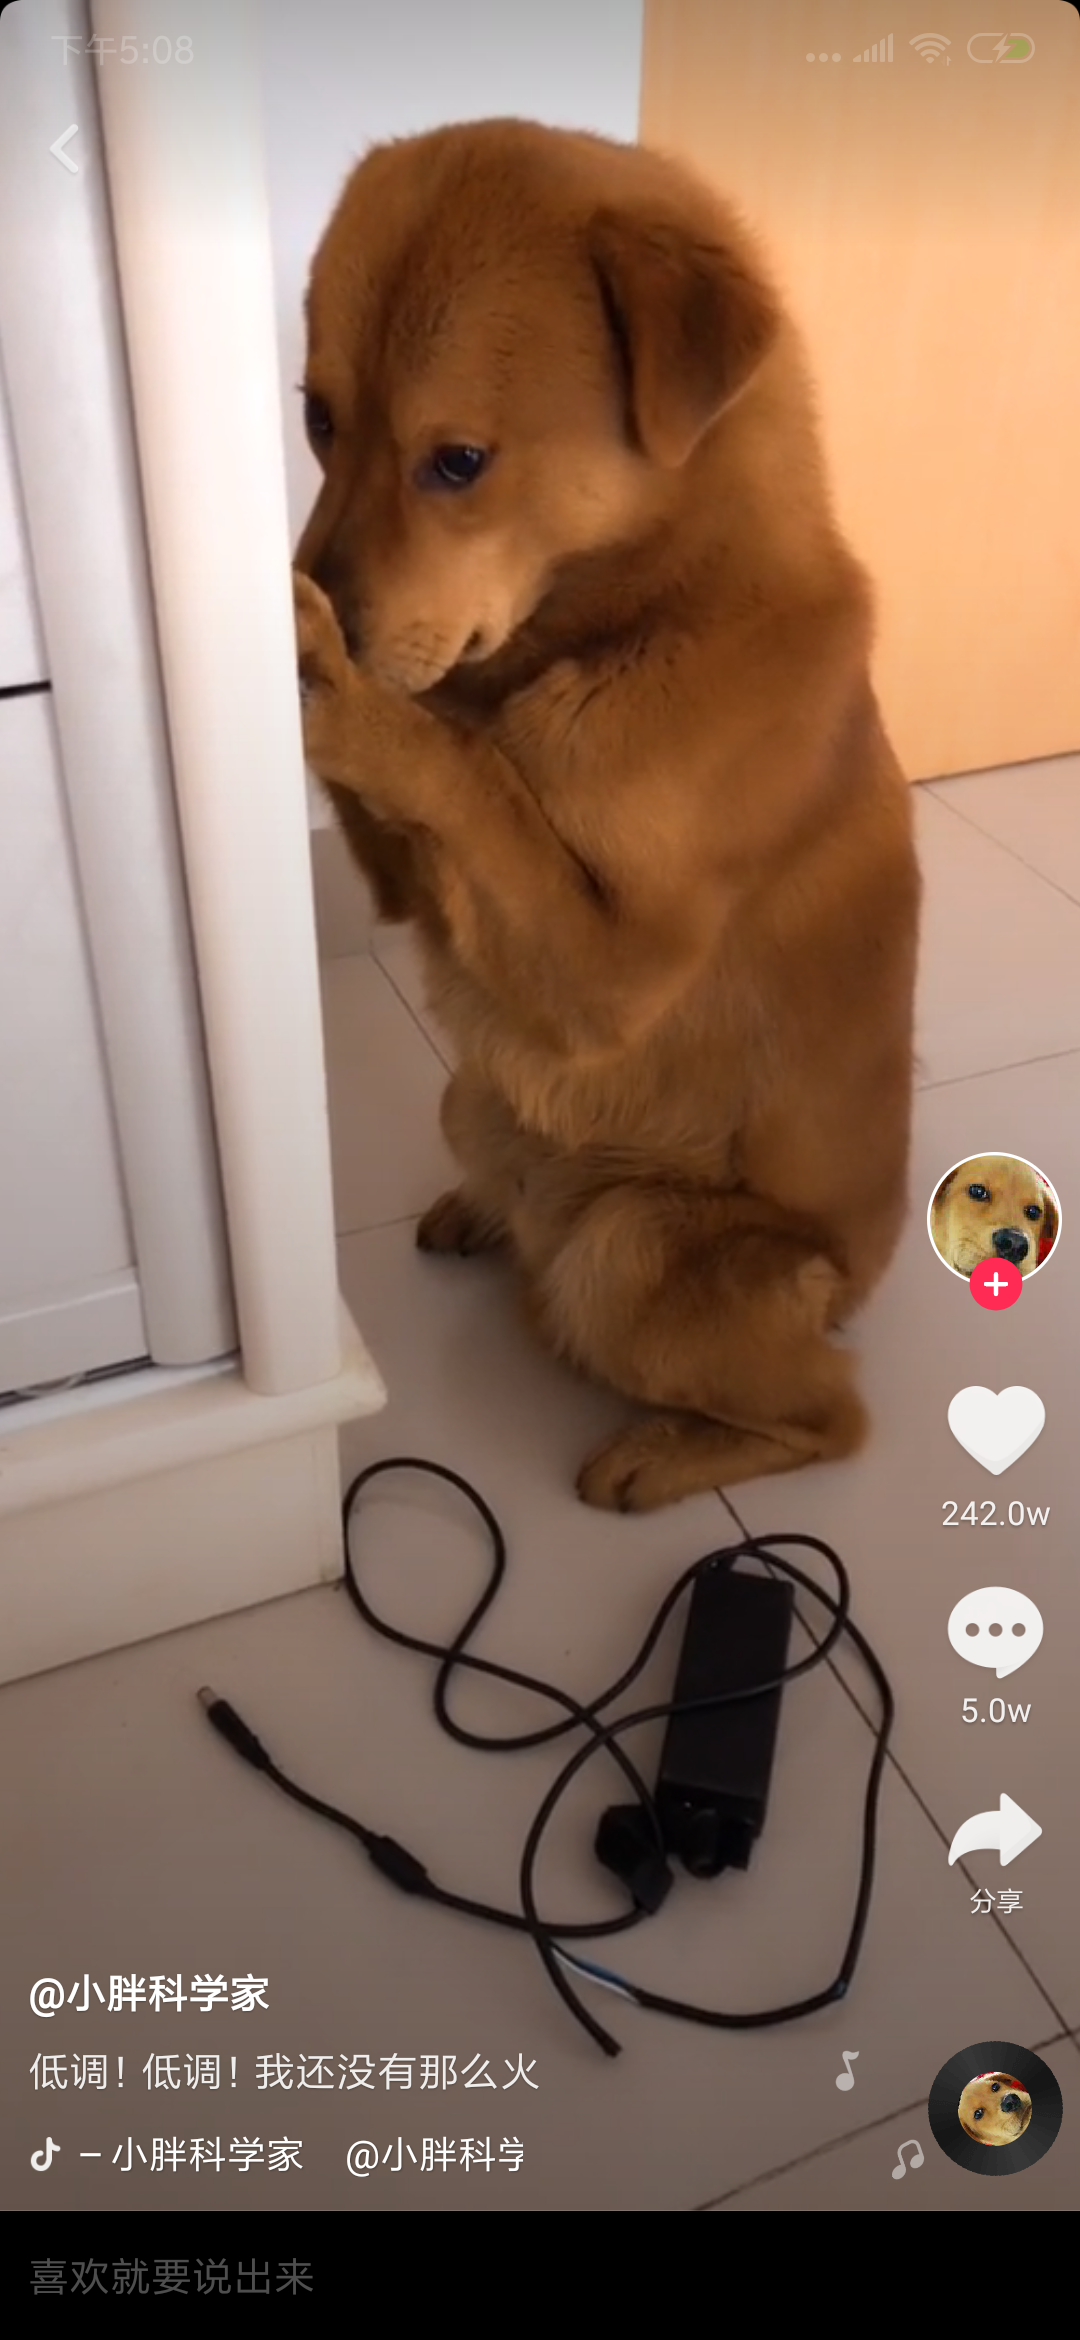 下午5:08
242.0w
5.0w
分享
@小胖科学家
低调！低调！我还没有那么火
– 小胖科学家 @小胖科学
喜欢就要说出来